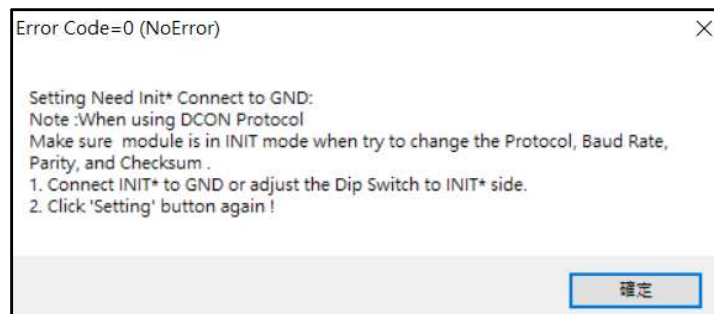 Error Code=0 (NoError)
Setting Need Init* Connect to GND:
Note :When using DCON Protocol
Make sure  module is in INIT mode when try to change the Protocol, Baud Rate,
Parity, and Checksum .
1. Connect INIT* to GND or adjust the Dip Switch to INIT* side.
2. Click 'Setting' button again !
確定